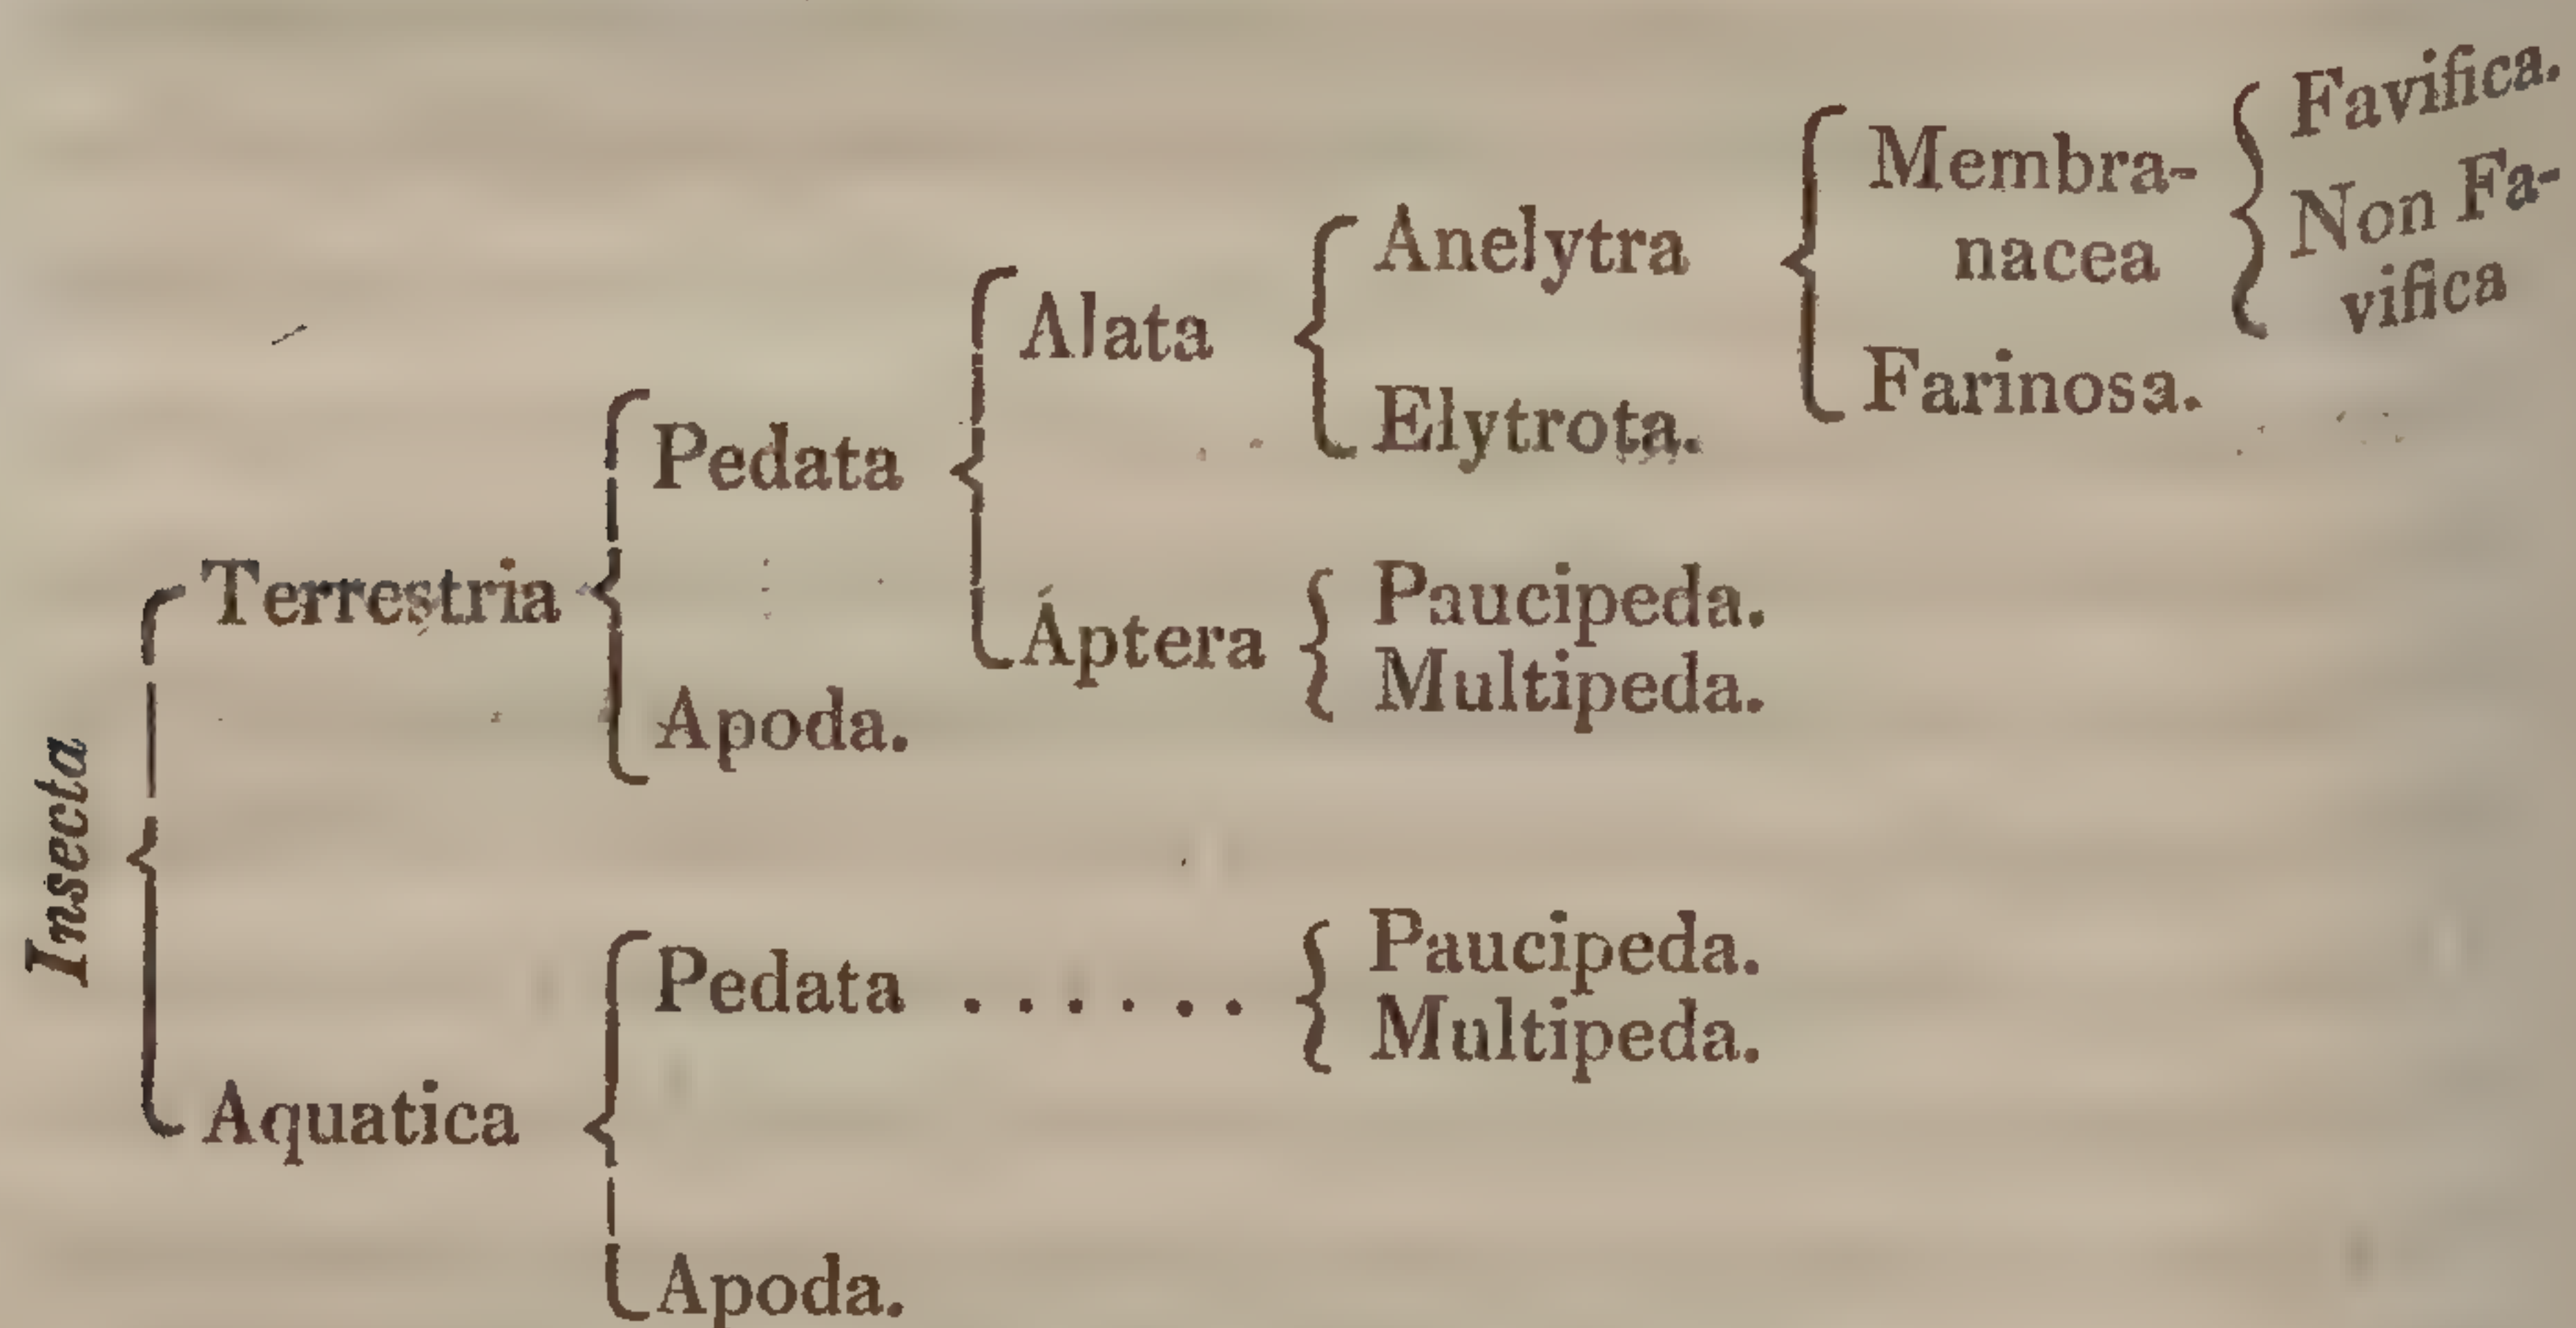 Insecta
Terrestria
Pedata
Alata
Anelytra
Membra-
nacea
Favifica.
Non Fa-
vifica
Farinosa.
Elytrota.
Áptera
Paucipeda.
Multipeda.
Apoda.
Aquatica
Pedata . . . . . .
Paucipeda.
Multipeda.
Apoda.